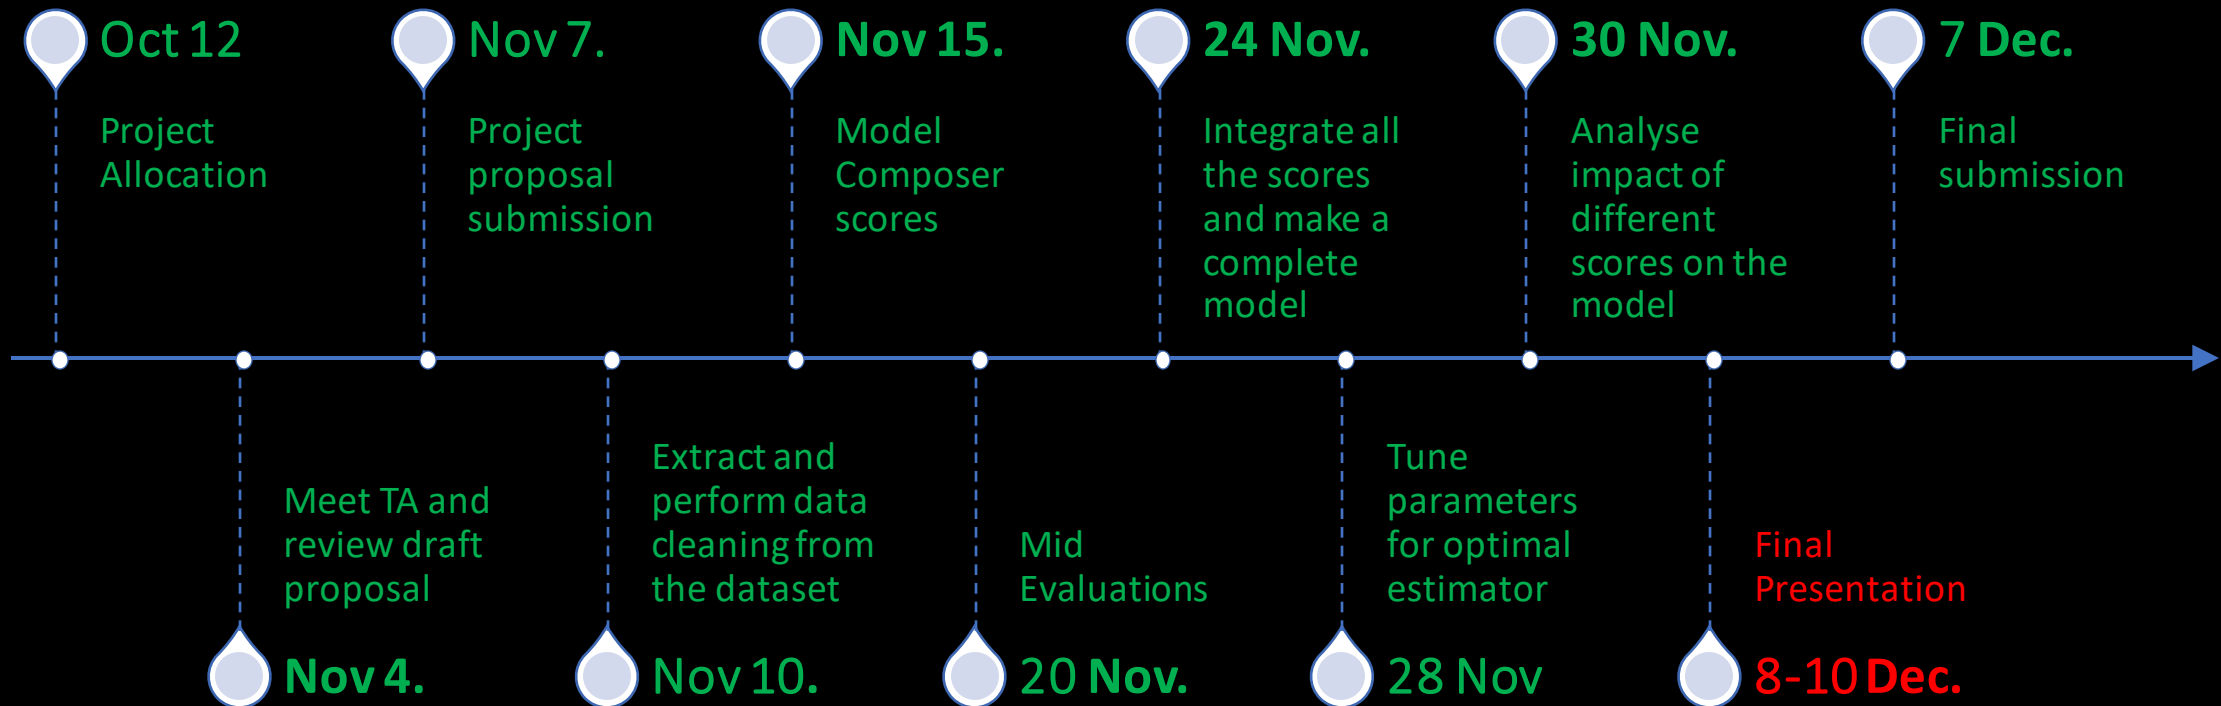 Oct 12
Project
Allocation
Nov 7.
Project
proposal
submission
Nov 15.
Model
Composer
scores
24 Nov.
Integrate all
the scores
and make a
complete
model
30 Nov.
Analyse
impact of
different
scores on the
model
7 Dec.
Final
submission
Meet TA and
review draft
proposal
Nov 4.
Extract and
perform data
cleaning from
the dataset
Nov 10.
Mid
Evaluations
20 Nov.
Tune
parameters
for optimal
estimator
28 Nov
Final
Presentation
8-10 Dec.